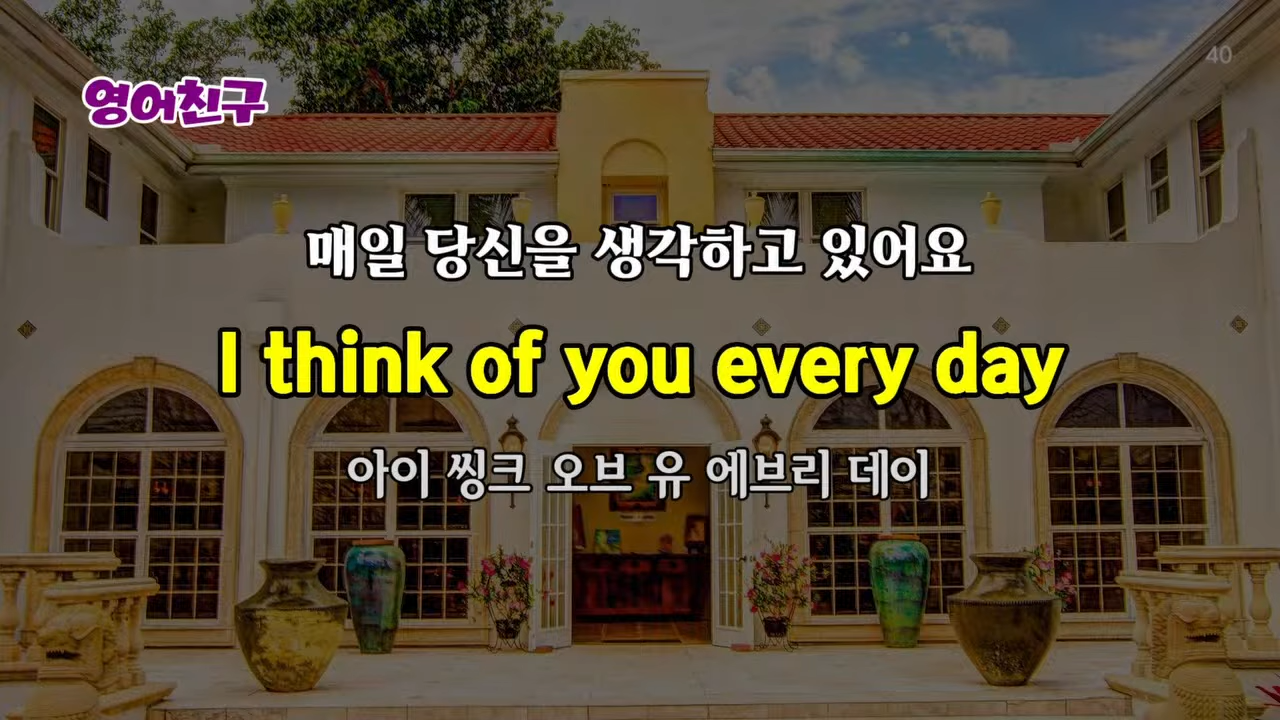 40
영어친구
매일 당신을 생각하고 있어요
I think of you every day
아이 씽크 오브 유 에브리 데이